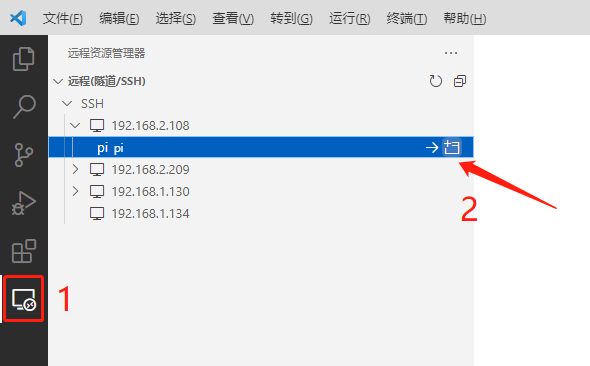 文件(F) 编辑(E) 选择(S) 查看(V) 转到(G) 运行(R) 终端(T) 帮助(H)
远程资源管理器 ···
远程(隧道/SSH)
SSH
192.168.2.108
pi pi
192.168.2.209
192.168.1.130
192.168.1.134
2
1